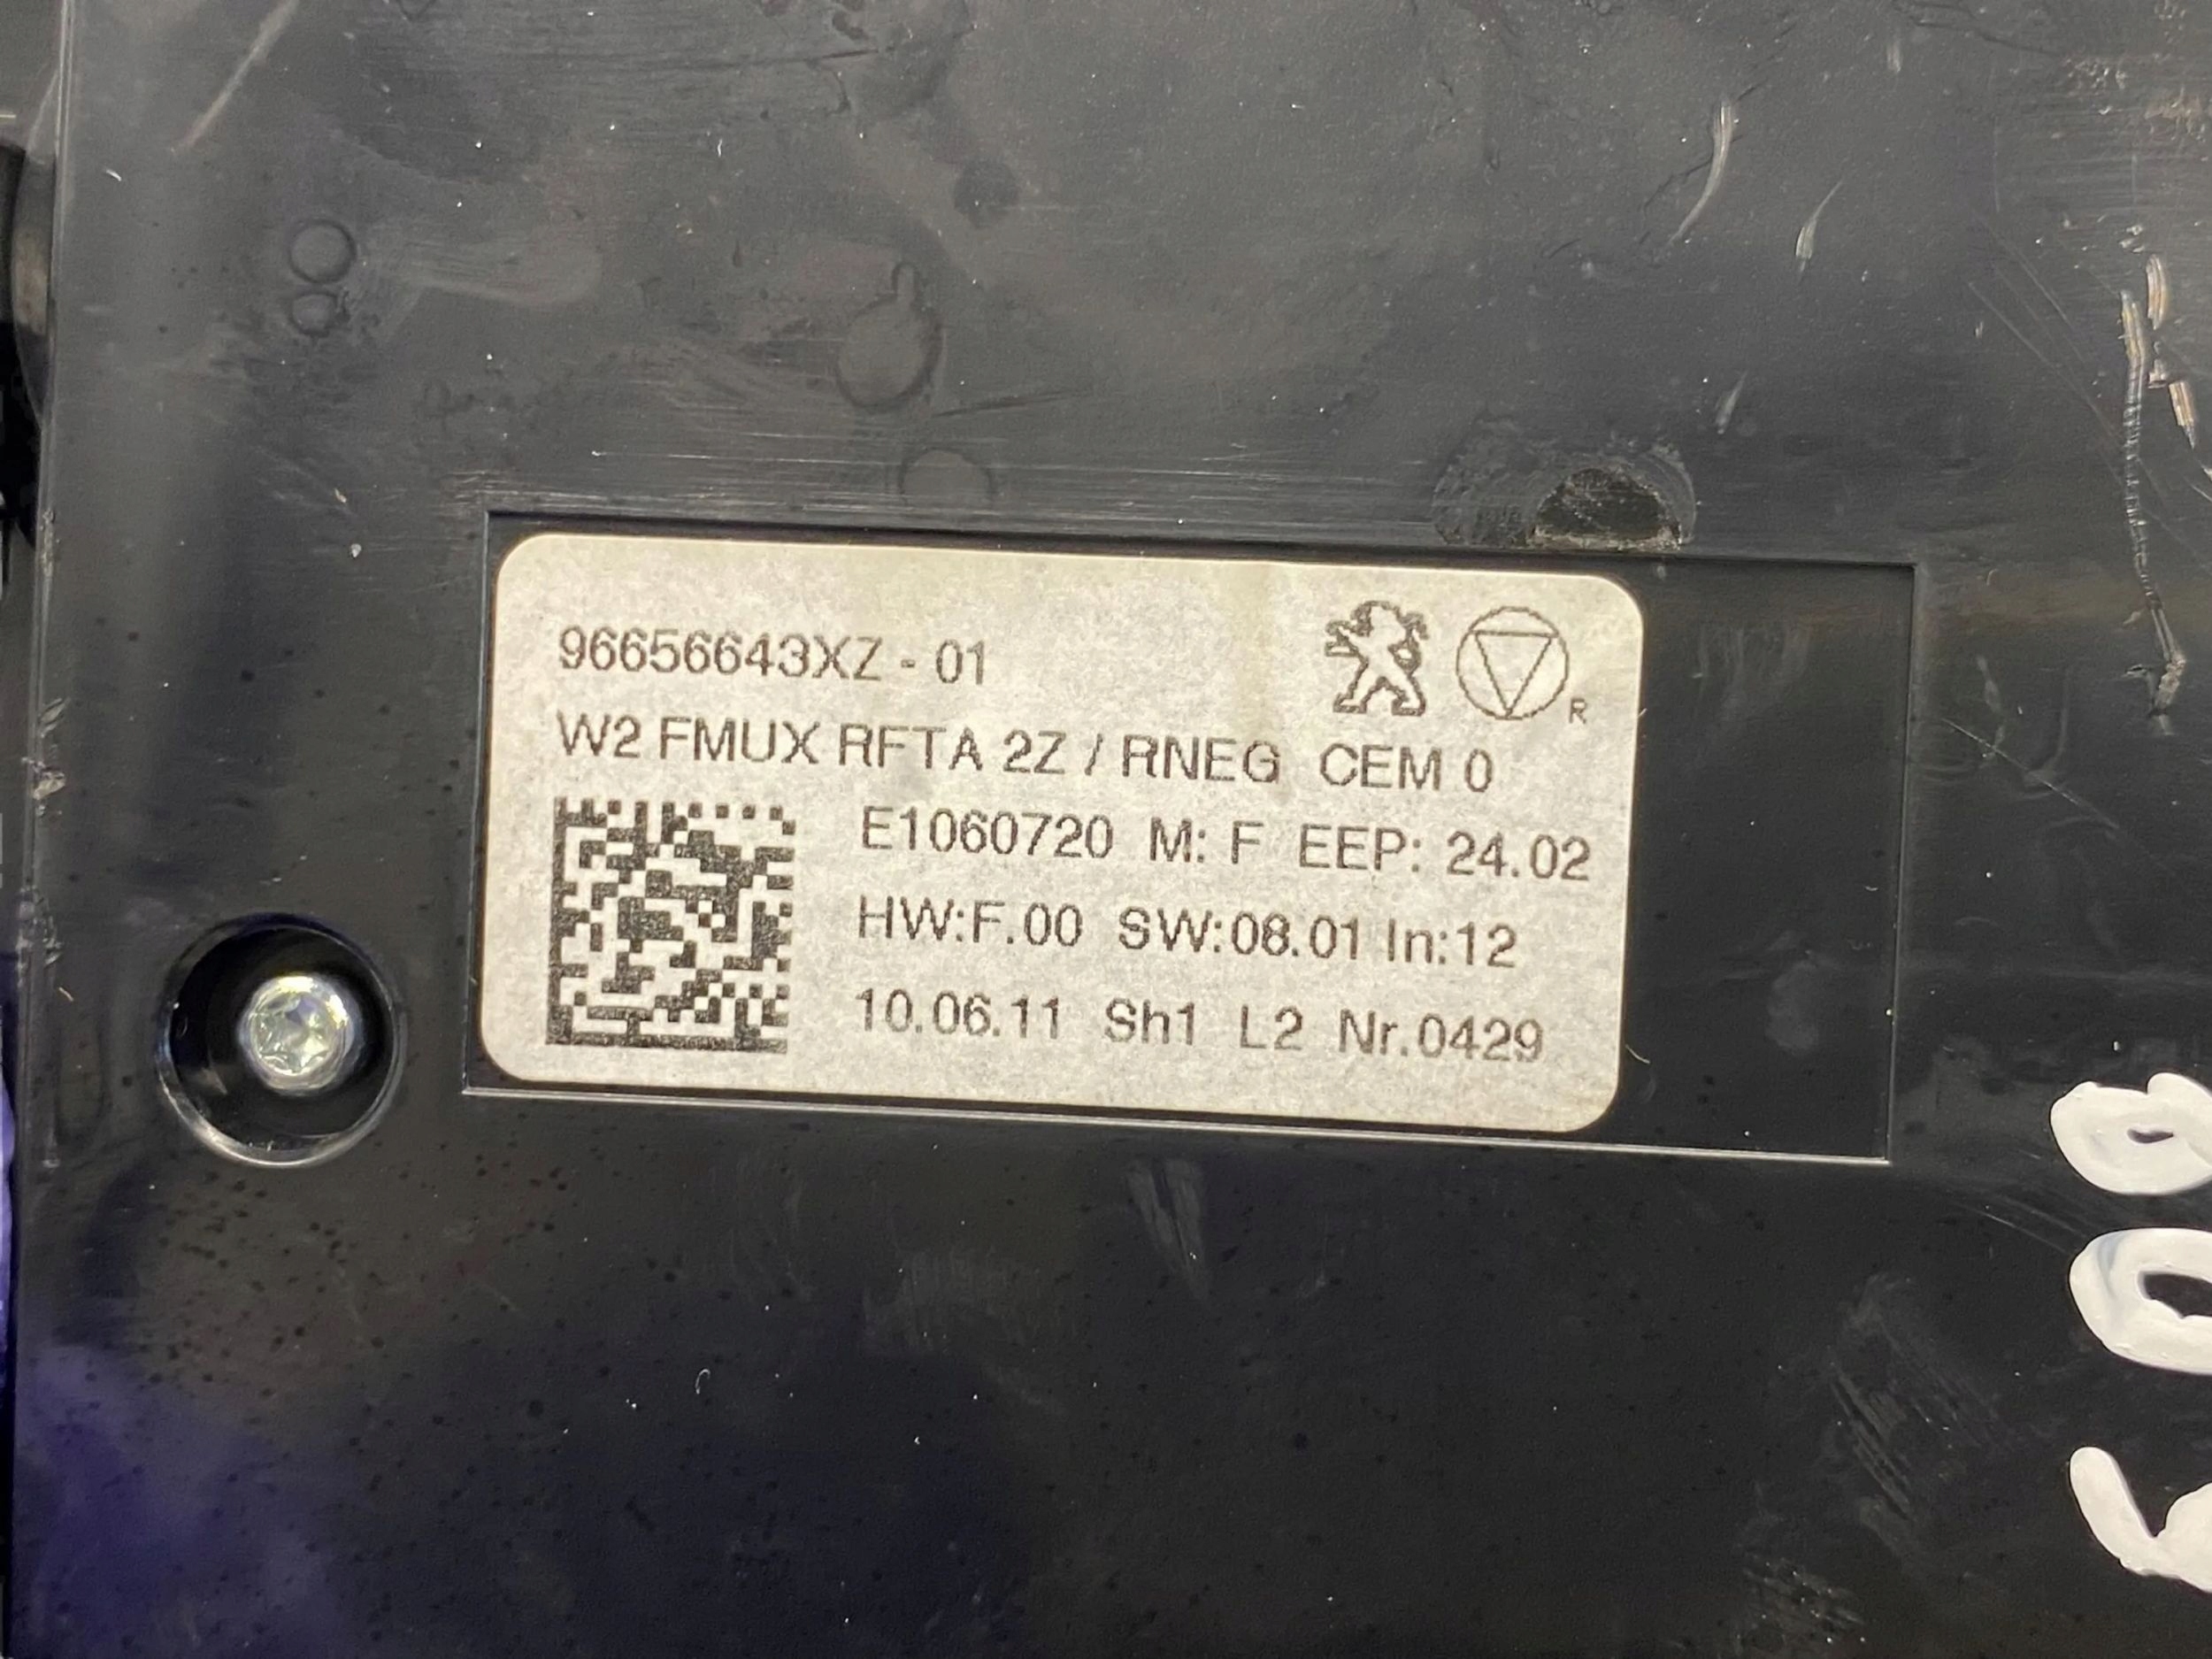 96656643XZ - 01
R
W2 FMUX RFTA 2Z / RNEG CEM 0
E1060720 M: F EEP: 24.02
HW:F.00 SW:08.01 In:12
10.06.11 Sh1 L2 Nr.0429